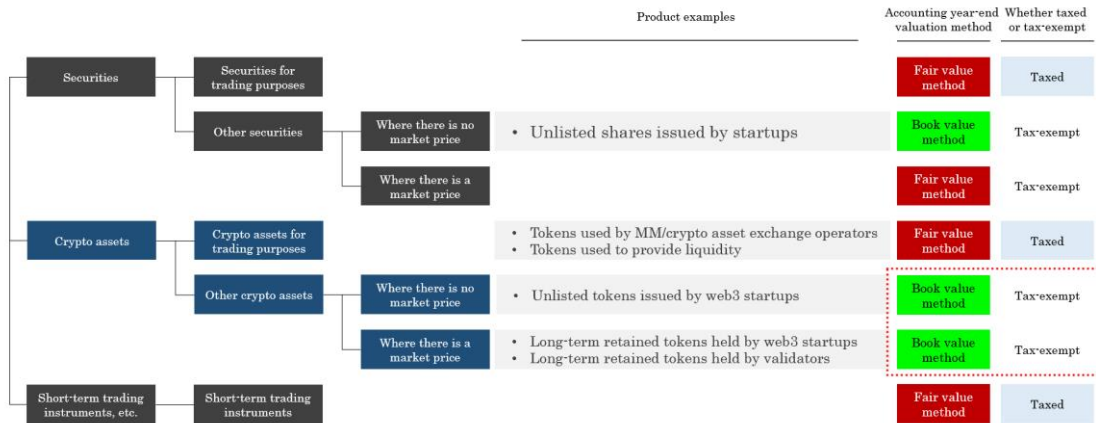 Product examples
Accounting year-end
valuation method
Whether taxed
or tax-exempt
Securities
Securities for
trading purposes
Fair value
method
Taxed
Other securities
Where there is no
market price
• Unlisted shares issued by startups
Book value
method
Tax-exempt
Where there is a
market price
Fair value
method
Tax-exempt
Crypto assets
Crypto assets for
trading purposes
• Tokens used by MM/crypto asset exchange operators
• Tokens used to provide liquidity
Fair value
method
Taxed
Other crypto assets
Where there is no
market price
• Unlisted tokens issued by web3 startups
Book value
method
Tax-exempt
Where there is a
market price
• Long-term retained tokens held by web3 startups
• Long-term retained tokens held by validators
Book value
method
Tax-exempt
Short-term trading
instruments, etc.
Short-term trading
instruments
Fair value
method
Taxed